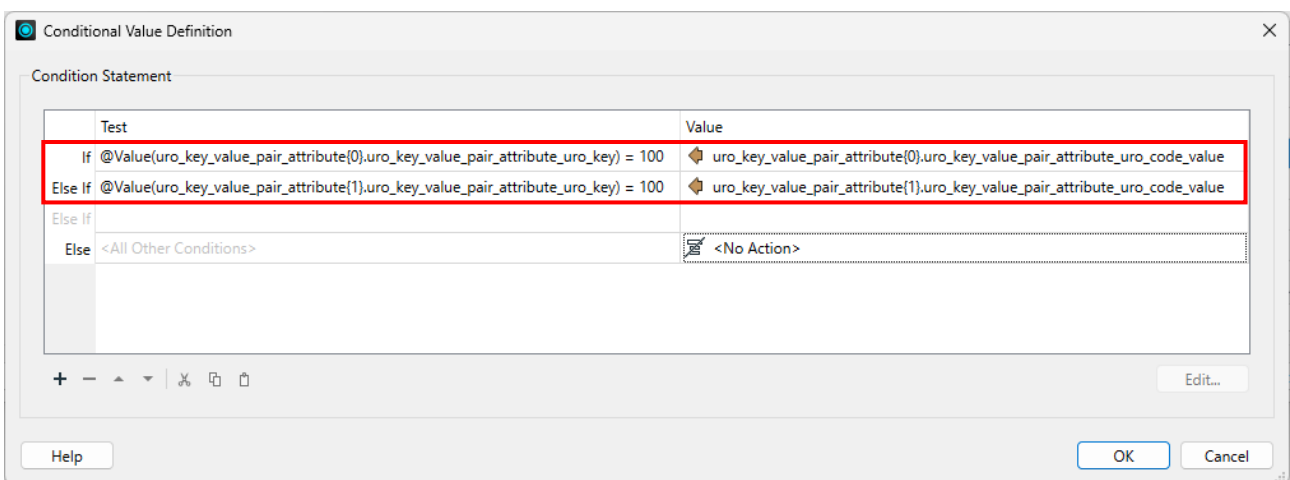 Conditional Value Definition
Condition Statement
Test Value
If @Value(uro_key_value_pair_attribute{0}.uro_key_value_pair_attribute_uro_key) = 100 uro_key_value_pair_attribute{0}.uro_key_value_pair_attribute_uro_code_value
Else If @Value(uro_key_value_pair_attribute{1}.uro_key_value_pair_attribute_uro_key) = 100 uro_key_value_pair_attribute{1}.uro_key_value_pair_attribute_uro_code_value
Else If
Else <All Other Conditions> <No Action>
Edit...
Help OK Cancel